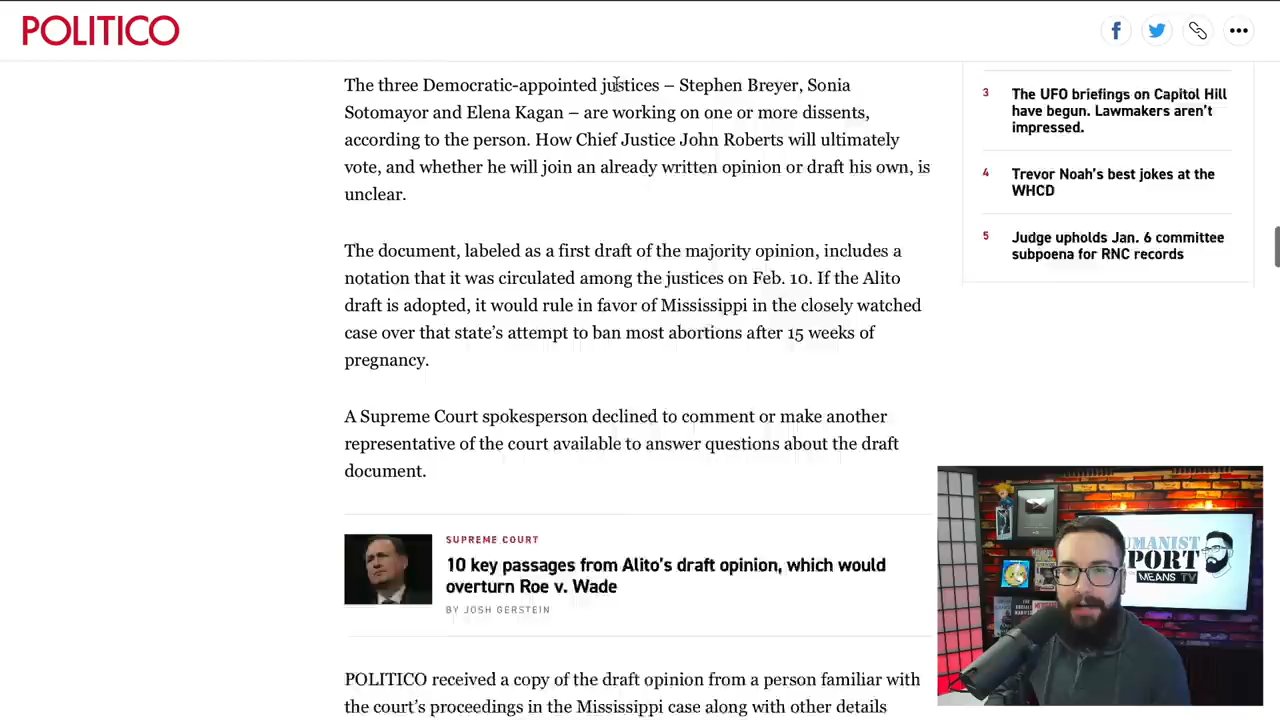 POLITICO
The three Democratic-appointed justices – Stephen Breyer, Sonia
Sotomayor and Elena Kagan – are working on one or more dissents,
according to the person. How Chief Justice John Roberts will ultimately
vote, and whether he will join an already written opinion or draft his own, is
unclear.
The document, labeled as a first draft of the majority opinion, includes a
notation that it was circulated among the justices on Feb. 10. If the Alito
draft is adopted, it would rule in favor of Mississippi in the closely watched
case over that state's attempt to ban most abortions after 15 weeks of
pregnancy.
A Supreme Court spokesperson declined to comment or make another
representative of the court available to answer questions about the draft
document.
SUPREME COURT
10 key passages from Alito's draft opinion, which would
overturn Roe v. Wade
BY JOSH GERSTEIN
POLITICO received a copy of the draft opinion from a person familiar with
the court's proceedings in the Mississippi case along with other details
3 The UFO briefings on Capitol Hill
have begun. Lawmakers aren't
impressed.
4 Trevor Noah's best jokes at the
WHCD
5 Judge upholds Jan. 6 committee
subpoena for RNC records
UMANIST
PORT
MEANS TV